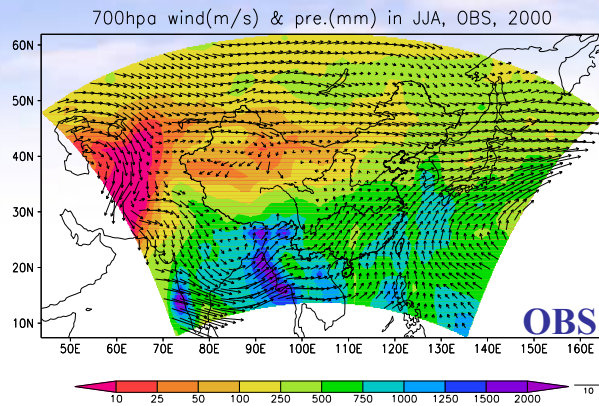 700hpa wind(m/s) & pre.(mm) in JJA, OBS, 2000
60N
50N
40N
30N
20N
10N
OBS
50E 60E 70E 80E 90E 100E 110E 120E 130E 140E 150E 160E
10 25 50 100 250 500 750 1000 1250 1500 2000
10